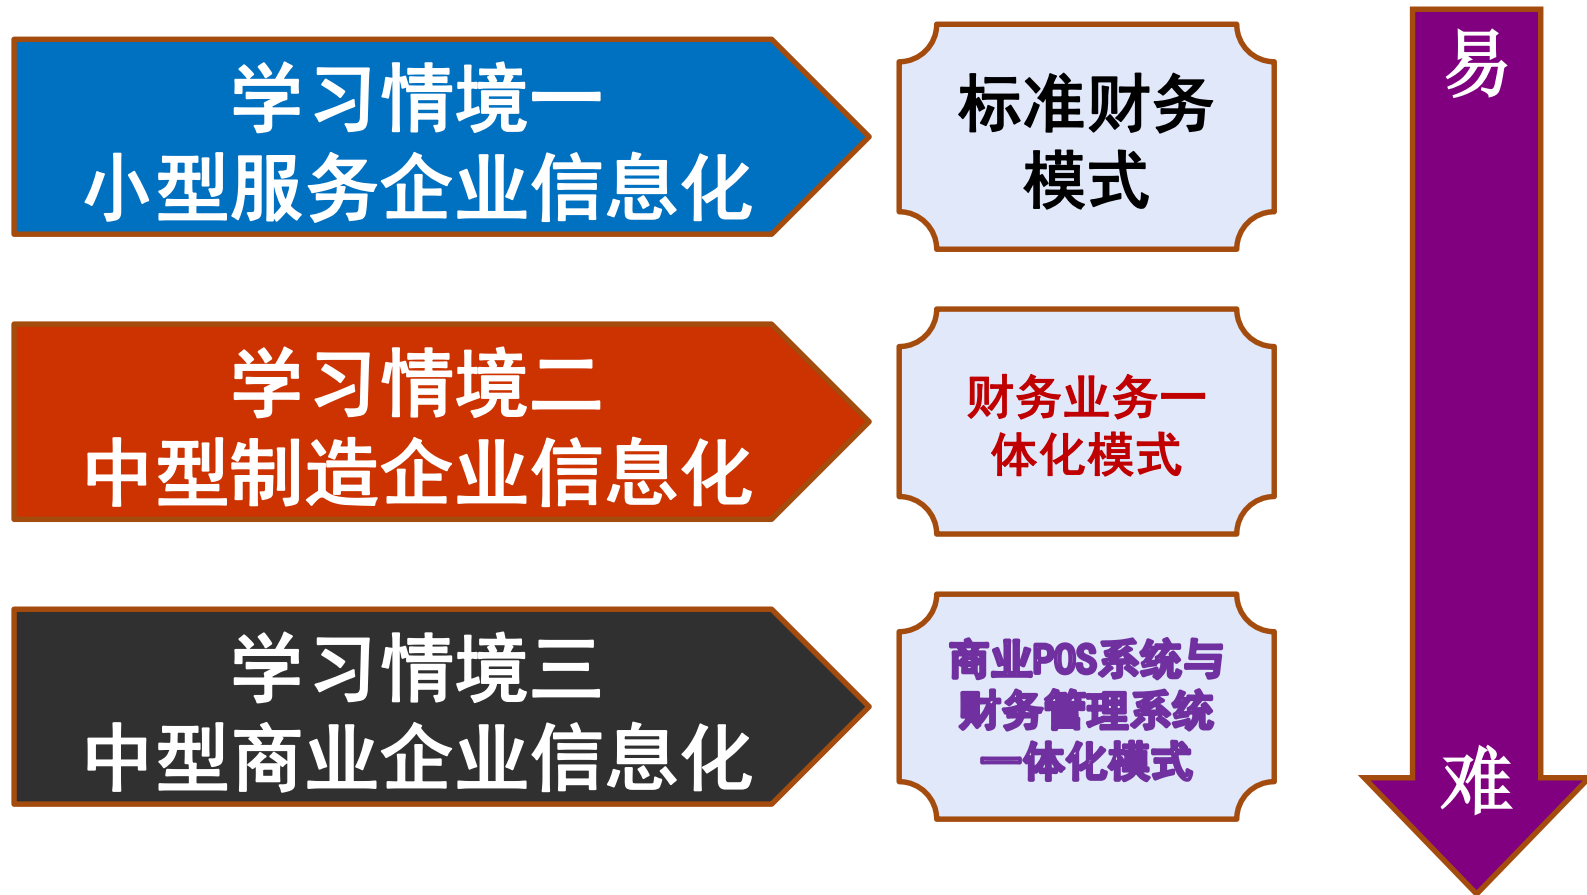 学习情境一
小型服务企业信息化
标准财务
模式
易
学习情境二
中型制造企业信息化
财务业务一
体化模式
学习情境三
中型商业企业信息化
商业POS系统与
财务管理系统
一体化模式
难